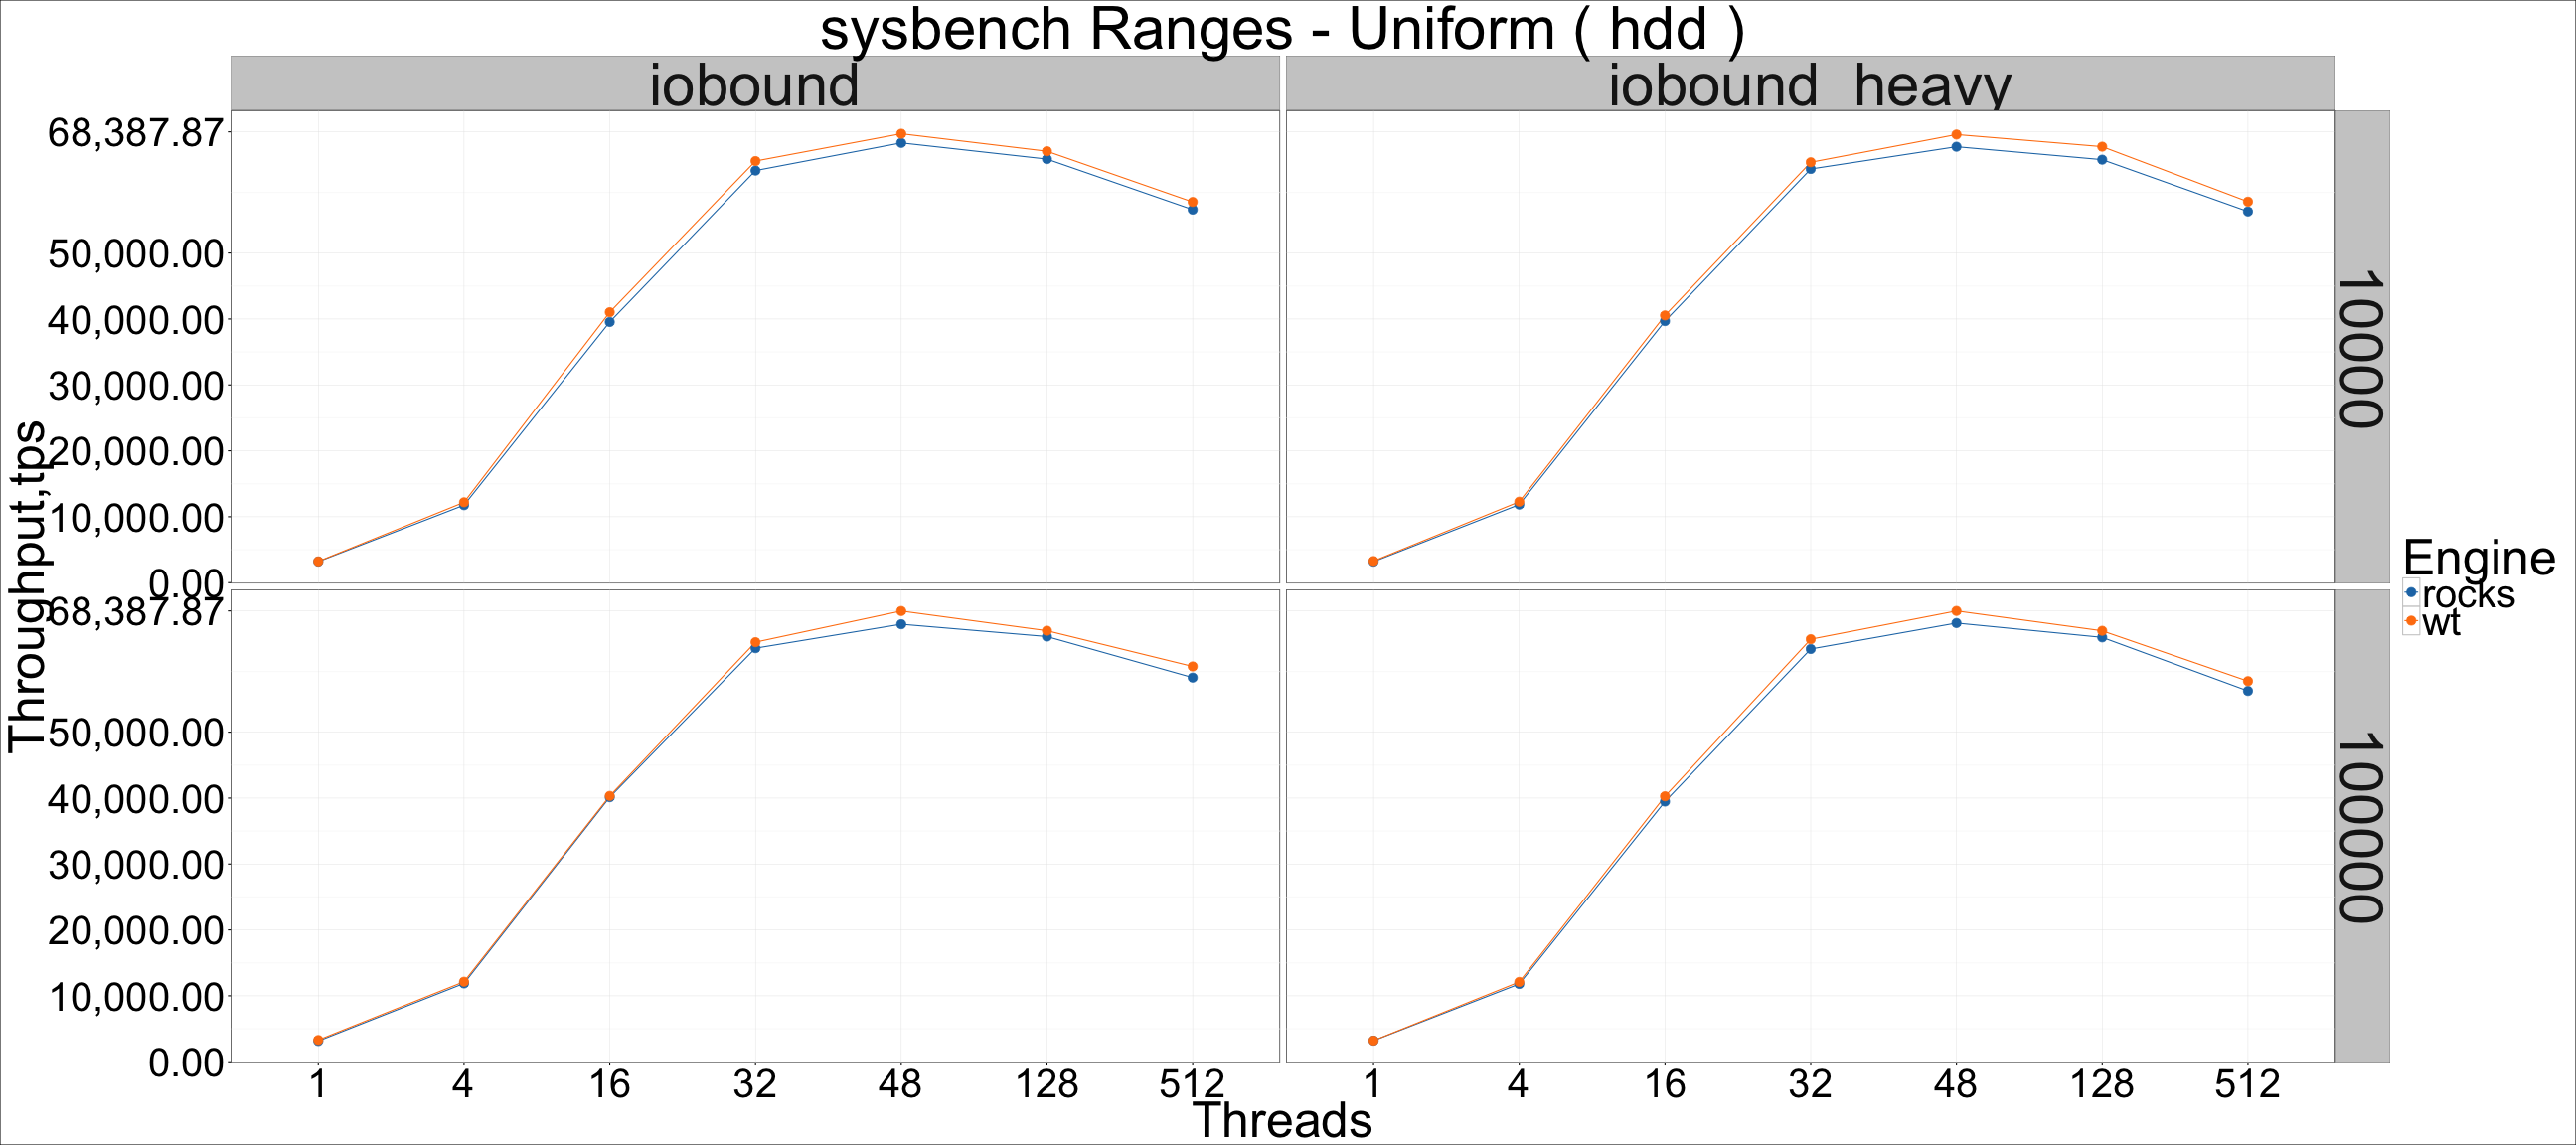 sysbench Ranges - Uniform ( hdd )
iobound
iobound heavy
68,387.87
50,000.00
40,000.00
30,000.00
20,000.00
10,000.00
0.00
10000
68,387.87
50,000.00
40,000.00
30,000.00
20,000.00
10,000.00
0.00
100000
Throughput,tps
1 4 16 32 48 128 512
1 4 16 32 48 128 512
Threads
Engine
rocks
wt